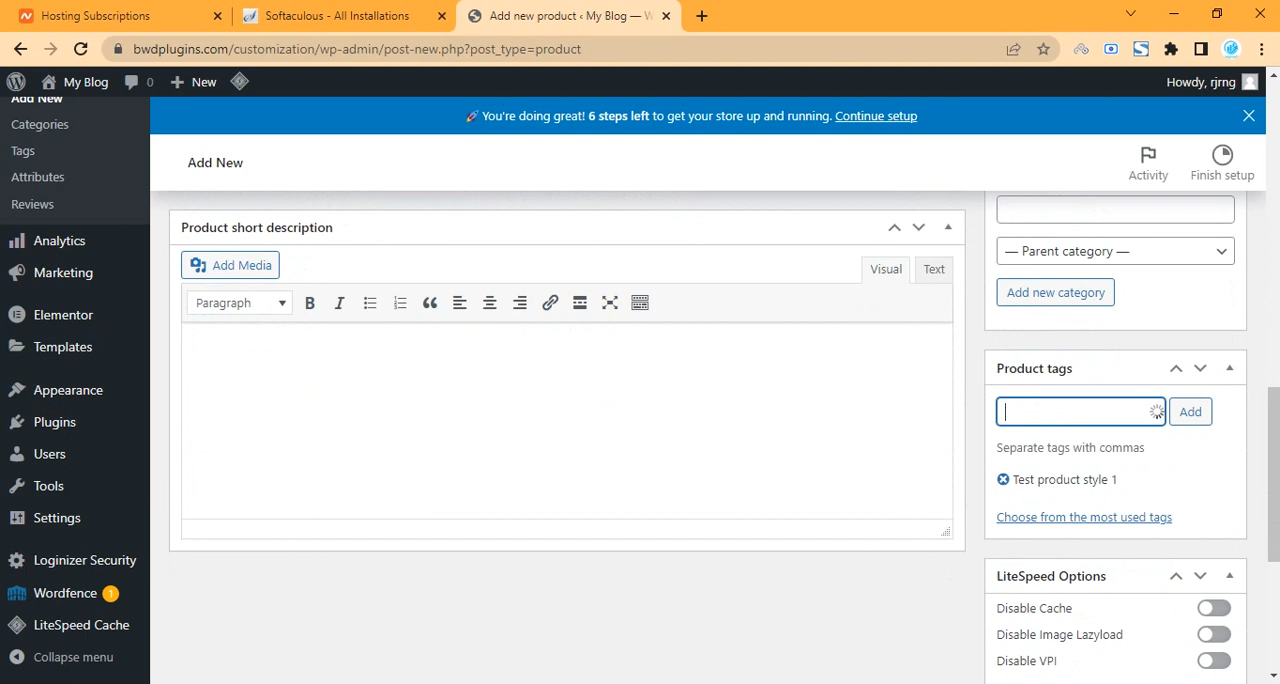 Hosting Subscriptions
Softaculous - All Installations
Add new product ‹ My Blog — W
bwdplugins.com/customization/wp-admin/post-new.php?post_type=product
My Blog
0
New
Howdy, rjrng
Add New
Categories
Tags
Attributes
Reviews
Analytics
Marketing
Elementor
Templates
Appearance
Plugins
Users
Tools
Settings
Loginizer Security
Wordfence 1
LiteSpeed Cache
Collapse menu
🚀 You're doing great! 6 steps left to get your store up and running. Continue setup
Add New
Activity
Finish setup
Product short description
Add Media
Visual
Text
Paragraph
B I
— Parent category —
Add new category
Product tags
Add
Separate tags with commas
Test product style 1
Choose from the most used tags
LiteSpeed Options
Disable Cache
Disable Image Lazyload
Disable VPI